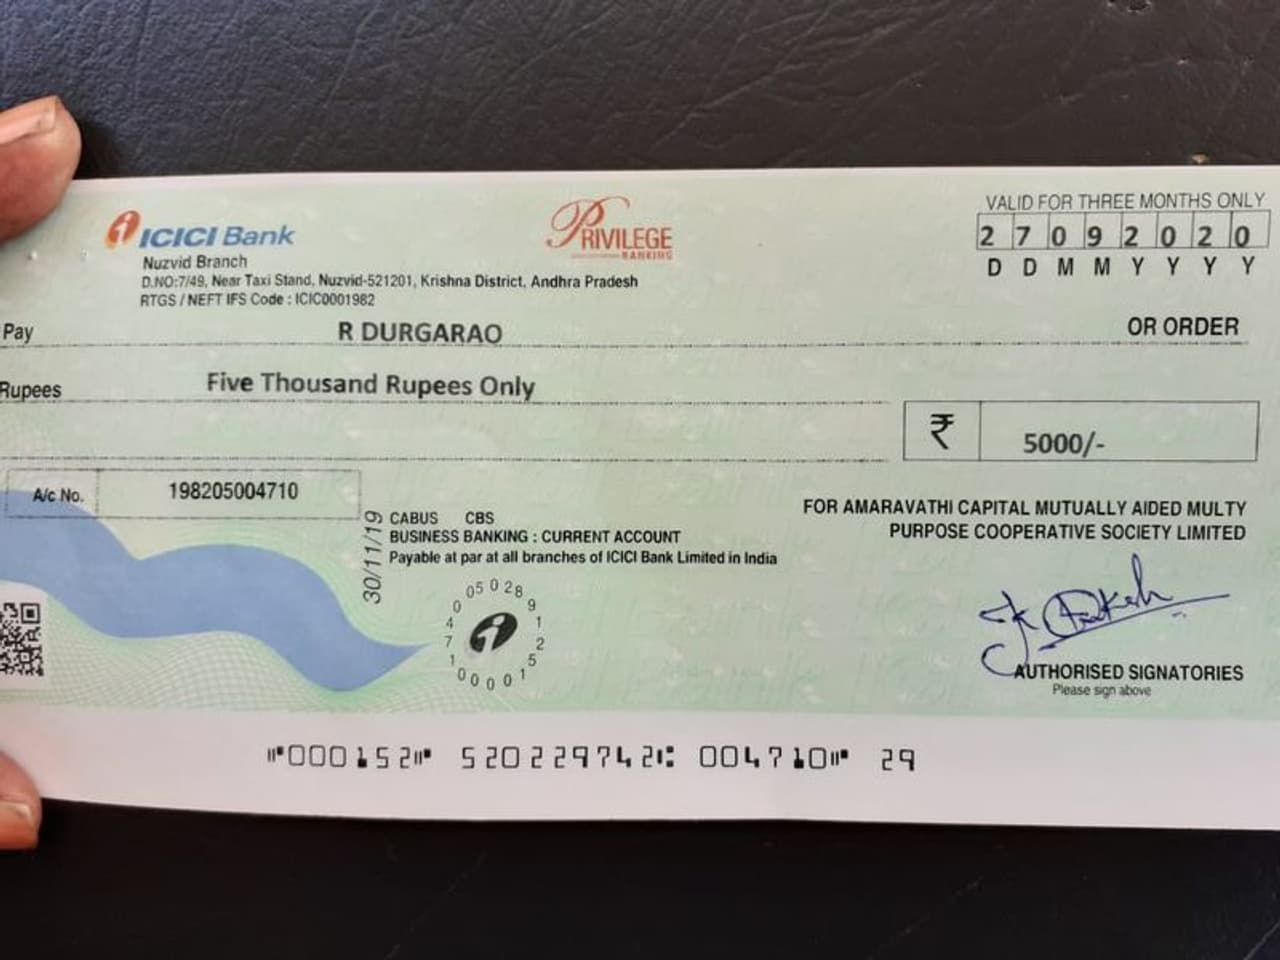 ICICI Bank
PRIVILEGE
BANKING
VALID FOR THREE MONTHS ONLY
2 7 0 9 2 0 2 0
D D M M Y Y Y Y
Nuzvid Branch
D.NO:7/49, Near Taxi Stand, Nuzvid-521201, Krishna District, Andhra Pradesh
RTGS / NEFT IFS Code : ICIC0001982
Pay R DURGARAO OR ORDER
Rupees Five Thousand Rupees Only
₹ 5000/-
A/c No. 198205004710
30/11/19
CABUS CBS
BUSINESS BANKING : CURRENT ACCOUNT
Payable at par at all branches of ICICI Bank Limited in India
FOR AMARAVATHI CAPITAL MUTUALLY AIDED MULTY
PURPOSE COOPERATIVE SOCIETY LIMITED
AUTHORISED SIGNATORIES
Please sign above
⑈000152⑈ 520229742⑆ 004710⑈ 29